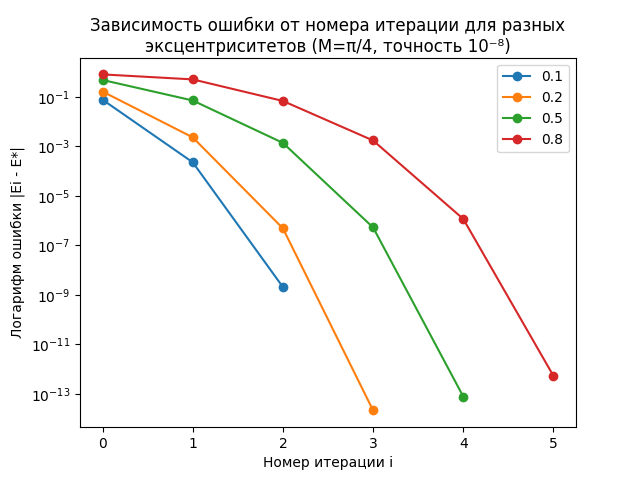 Зависимость ошибки от номера итерации для разных
эксцентриситетов (M=π/4, точность 10⁻⁸)
Логарифм ошибки |Ei - E*|
10⁻¹
10⁻³
10⁻⁵
10⁻⁷
10⁻⁹
10⁻¹¹
10⁻¹³
0.1
0.2
0.5
0.8
0 1 2 3 4 5
Номер итерации i